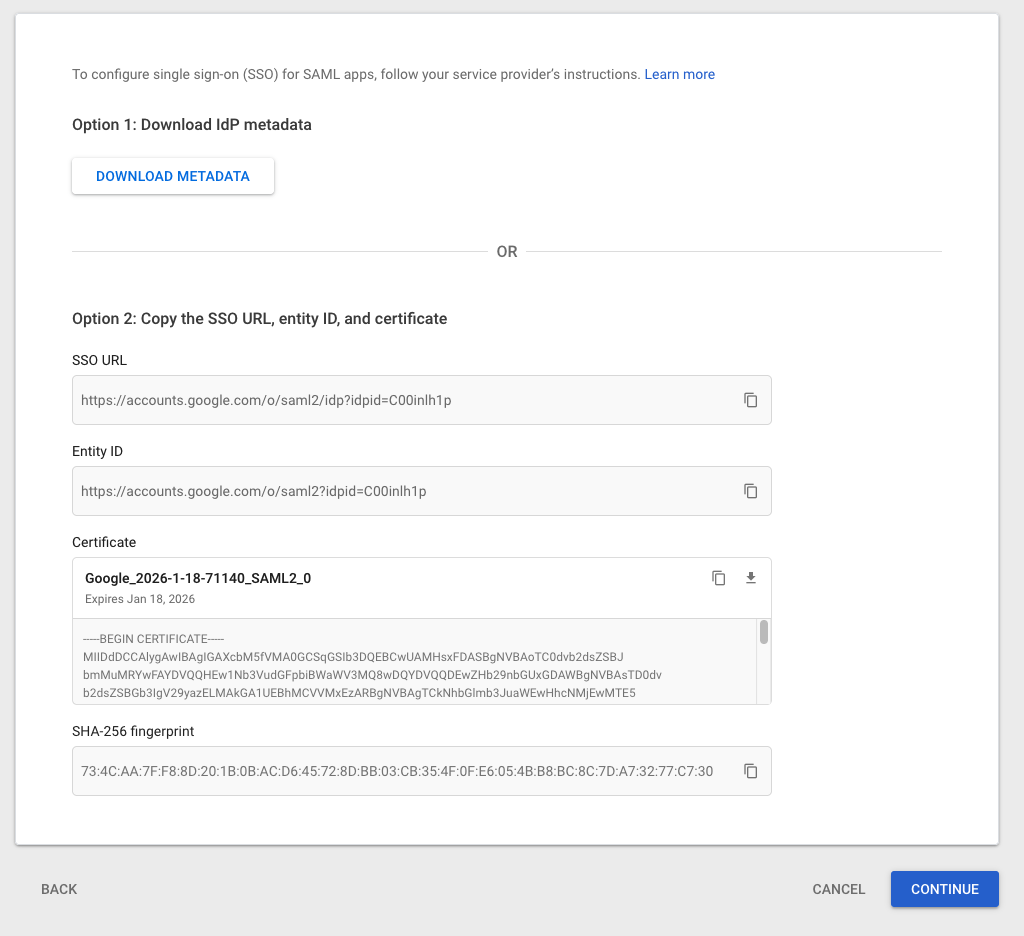 To configure single sign-on (SSO) for SAML apps, follow your service provider’s instructions. Learn more
Option 1: Download IdP metadata
DOWNLOAD METADATA
OR
Option 2: Copy the SSO URL, entity ID, and certificate
SSO URL
https://accounts.google.com/o/saml2/idp?idpid=C00inlh1p
Entity ID
https://accounts.google.com/o/saml2?idpid=C00inlh1p
Certificate
Google_2026-1-18-71140_SAML2_0
Expires Jan 18, 2026
-----BEGIN CERTIFICATE-----
MIIDdDCCAlygAwIBAgIGAXcbM5fVMA0GCSqGSIb3DQEBCwUAMHsxFDASBgNVBAoTC0dvb2dsZSBJ
bmMuMRYwFAYDVQQHEw1Nb3VudGFpbiBWaWV3MQ8wDQYDVQQDEwZHb29nbGUxGDAWBgNVBAsTD0dv
b2dsZSBGb3IgV29yazELMAkGA1UEBhMCVVMxEzARBgNVBAgTCkNhbGlmb3JuaWEwHhcNMjEwMTE5
SHA-256 fingerprint
73:4C:AA:7F:F8:8D:20:1B:0B:AC:D6:45:72:8D:BB:03:CB:35:4F:0F:E6:05:4B:B8:BC:8C:7D:A7:32:77:C7:30
BACK
CANCEL
CONTINUE